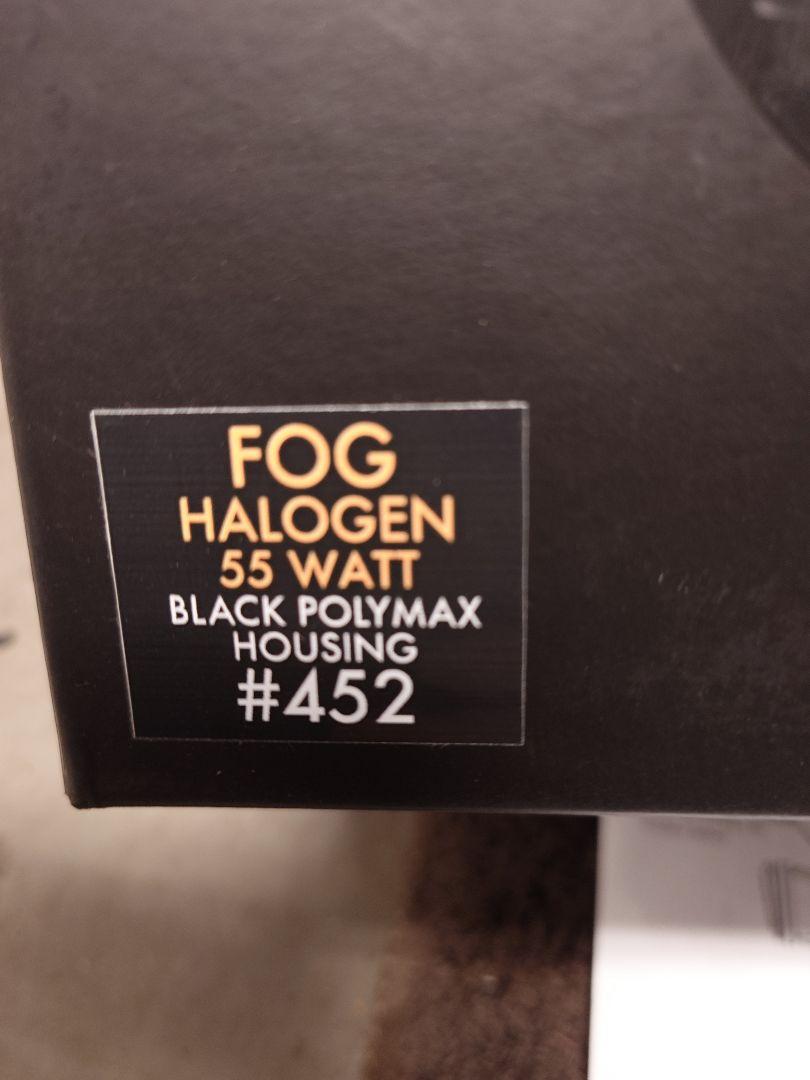 FOG
HALOGEN
55 WATT
BLACK POLYMAX
HOUSING
#452